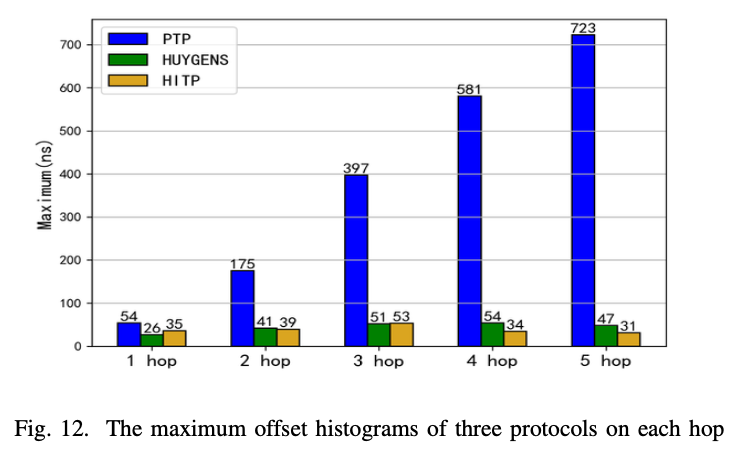 PTP
HUYGENS
HITP
Maximum(ns)
700
600
500
400
300
200
100
0
54
26
35
175
41
39
397
51
53
581
54
34
723
47
31
1 hop
2 hop
3 hop
4 hop
5 hop
Fig. 12. The maximum offset histograms of three protocols on each hop